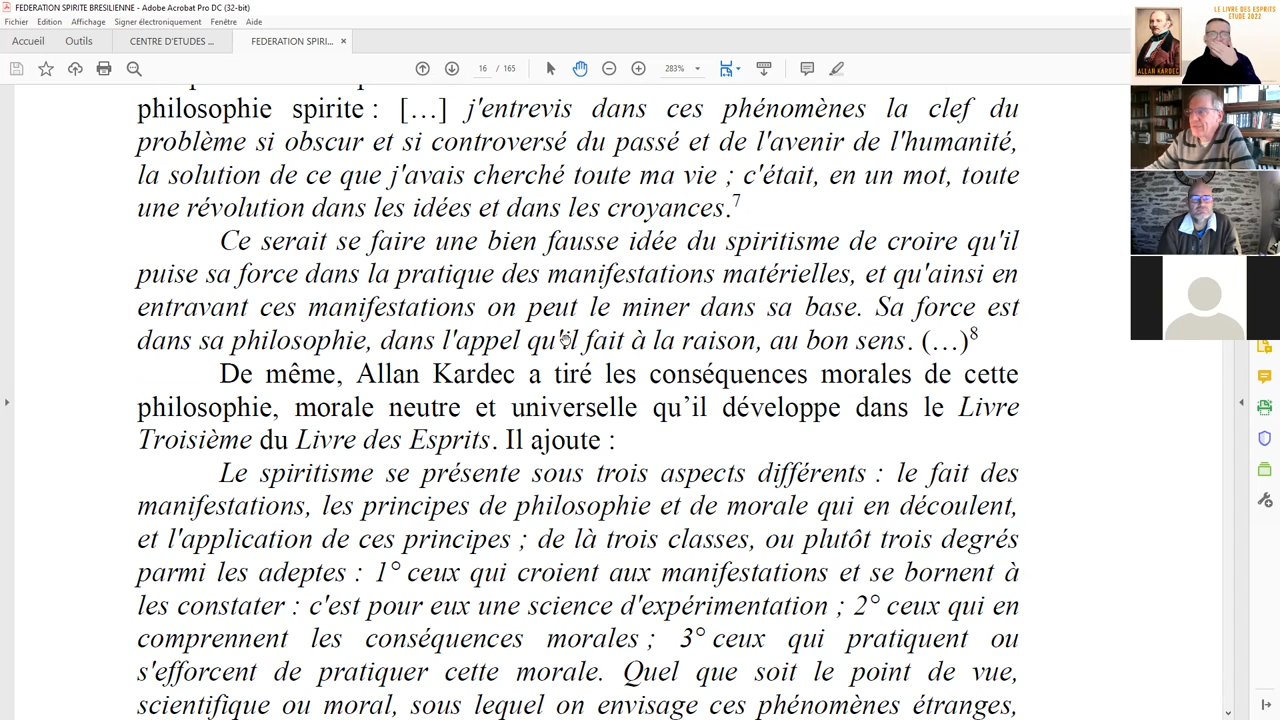 FEDERATION SPIRITE BRESILIENNE - Adobe Acrobat Pro DC (32-bit)
Fichier Edition Affichage Signer électroniquement Fenêtre Aide
Accueil Outils CENTRE D'ETUDES ... FEDERATION SPIRI... ×
16 / 165 283%
philosophie spirite : […] j'entrevis dans ces phénomènes la clef du
problème si obscur et si controversé du passé et de l'avenir de l'humanité,
la solution de ce que j'avais cherché toute ma vie ; c'était, en un mot, toute
une révolution dans les idées et dans les croyances.7
Ce serait se faire une bien fausse idée du spiritisme de croire qu'il
puise sa force dans la pratique des manifestations matérielles, et qu'ainsi en
entravant ces manifestations on peut le miner dans sa base. Sa force est
dans sa philosophie, dans l'appel qu'il fait à la raison, au bon sens. (…)8
De même, Allan Kardec a tiré les conséquences morales de cette
philosophie, morale neutre et universelle qu’il développe dans le Livre
Troisième du Livre des Esprits. Il ajoute :
Le spiritisme se présente sous trois aspects différents : le fait des
manifestations, les principes de philosophie et de morale qui en découlent,
et l'application de ces principes ; de là trois classes, ou plutôt trois degrés
parmi les adeptes : 1° ceux qui croient aux manifestations et se bornent à
les constater : c'est pour eux une science d'expérimentation ; 2° ceux qui en
comprennent les conséquences morales ; 3° ceux qui pratiquent ou
s'efforcent de pratiquer cette morale. Quel que soit le point de vue,
scientifique ou moral, sous lequel on envisage ces phénomènes étranges,
LE LIVRE DES ESPRITS
ETUDE 2022
ALLAN KARDEC